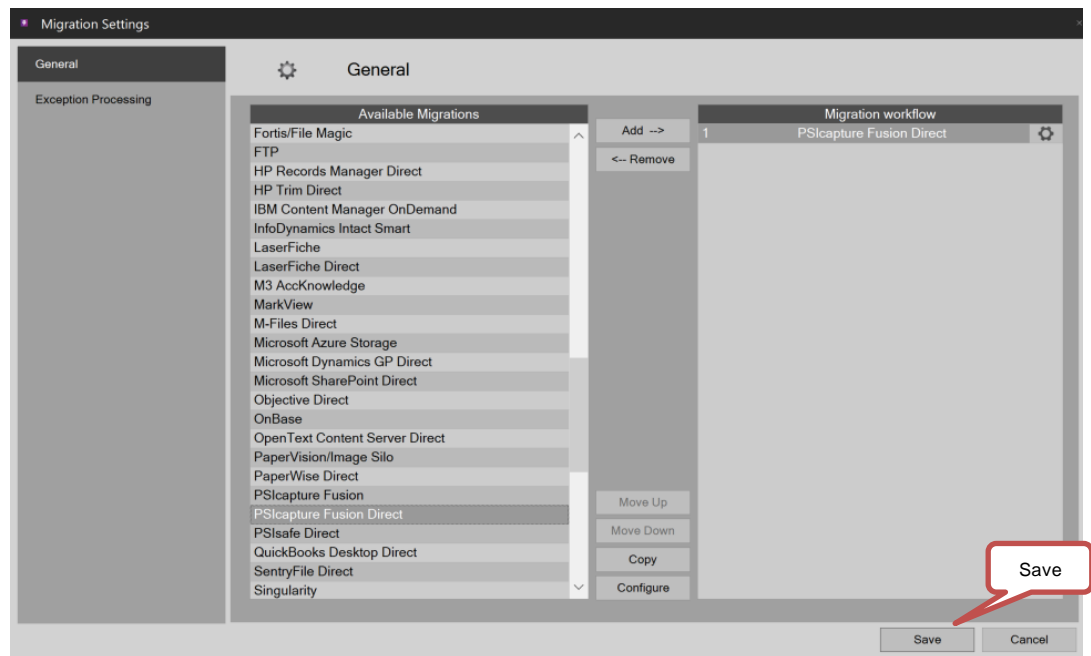 Migration Settings
General
Exception Processing
General
Available Migrations
Fortis/File Magic
FTP
HP Records Manager Direct
HP Trim Direct
IBM Content Manager OnDemand
InfoDynamics Intact Smart
LaserFiche
LaserFiche Direct
M3 AccKnowledge
MarkView
M-Files Direct
Microsoft Azure Storage
Microsoft Dynamics GP Direct
Microsoft SharePoint Direct
Objective Direct
OnBase
OpenText Content Server Direct
PaperVision/Image Silo
PaperWise Direct
PSIcapture Fusion
PSIcapture Fusion Direct
PSIsafe Direct
QuickBooks Desktop Direct
SentryFile Direct
Singularity
Add -->
<-- Remove
Move Up
Move Down
Copy
Configure
Migration workflow
1 PSIcapture Fusion Direct
Save
Save
Cancel